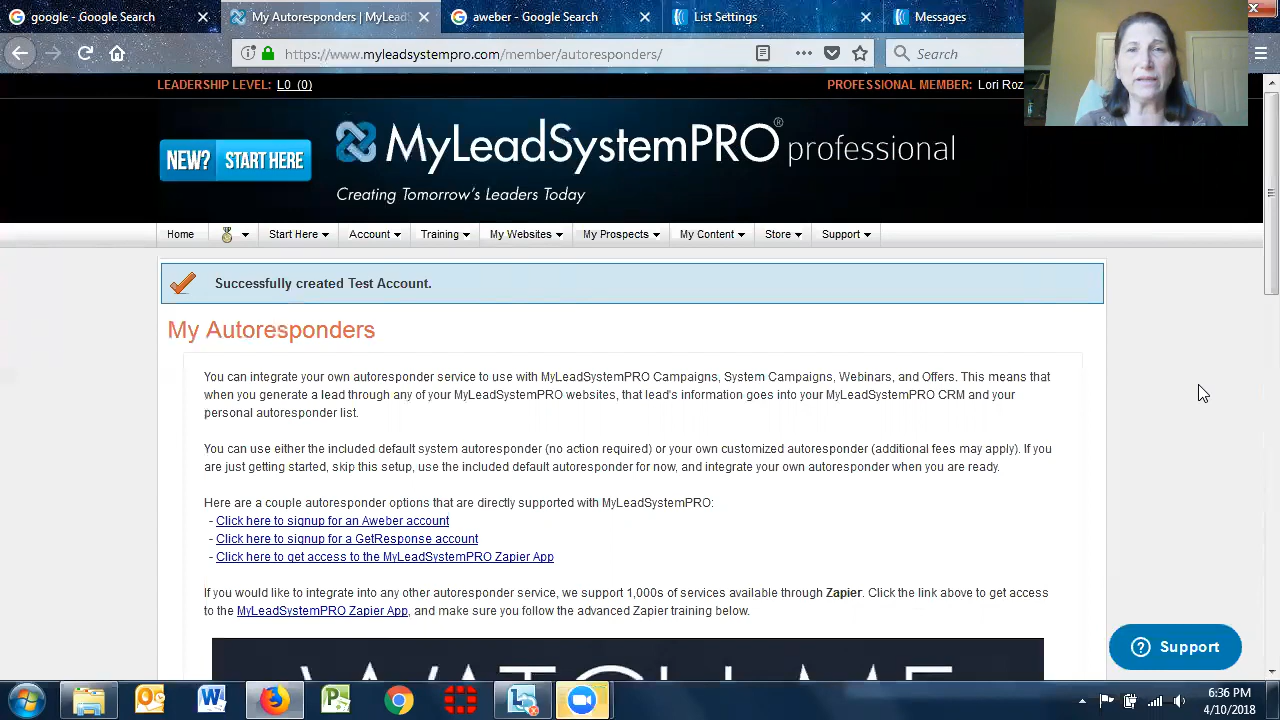 google - Google Search
My Autoresponders | MyLeadS
aweber - Google Search
List Settings
Messages
https://www.myleadsystempro.com/member/autoresponders/
Search
LEADERSHIP LEVEL: L0 (0)
PROFESSIONAL MEMBER: Lori Roz
NEW? START HERE
MyLeadSystemPRO® professional
Creating Tomorrow's Leaders Today
Home
Start Here
Account
Training
My Websites
My Prospects
My Content
Store
Support
Successfully created Test Account.
My Autoresponders
You can integrate your own autoresponder service to use with MyLeadSystemPRO Campaigns, System Campaigns, Webinars, and Offers. This means that
when you generate a lead through any of your MyLeadSystemPRO websites, that lead's information goes into your MyLeadSystemPRO CRM and your
personal autoresponder list.
You can use either the included default system autoresponder (no action required) or your own customized autoresponder (additional fees may apply). If you
are just getting started, skip this setup, use the included default autoresponder for now, and integrate your own autoresponder when you are ready.
Here are a couple autoresponder options that are directly supported with MyLeadSystemPRO:
- Click here to signup for an Aweber account
- Click here to signup for a GetResponse account
- Click here to get access to the MyLeadSystemPRO Zapier App
If you would like to integrate into any other autoresponder service, we support 1,000s of services available through Zapier. Click the link above to get access
to the MyLeadSystemPRO Zapier App, and make sure you follow the advanced Zapier training below.
WATCH ME
Support
6:36 PM
4/10/2018